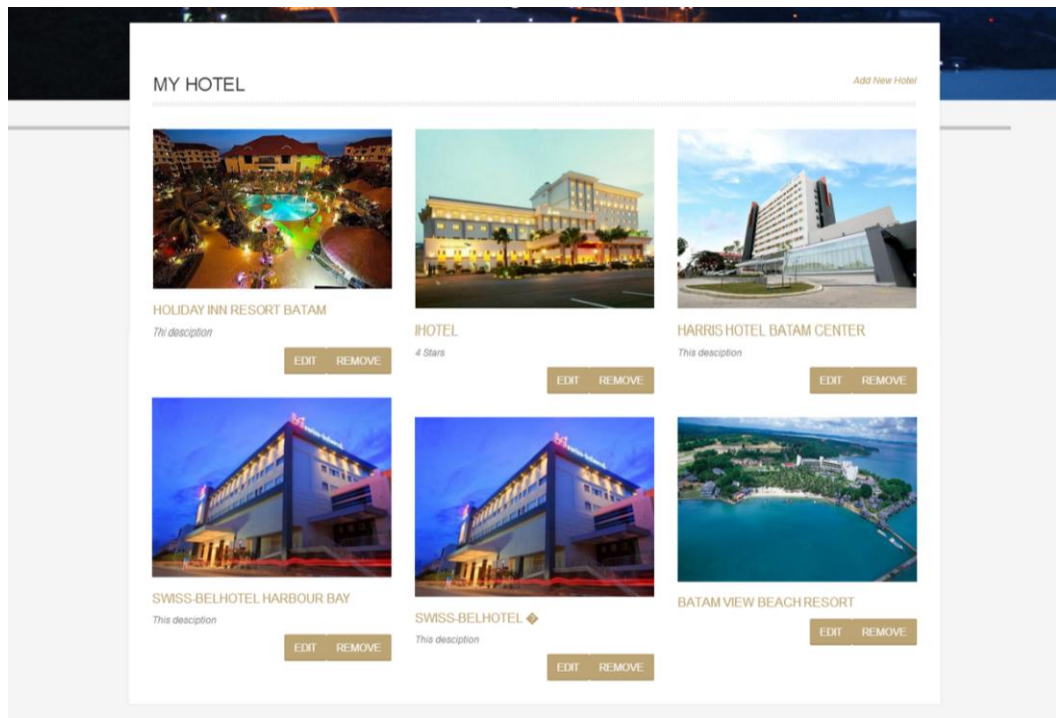 MY HOTEL
Add New Hotel
HOLIDAY INN RESORT BATAM
Thi desciption
EDIT REMOVE
IHOTEL
4 Stars
EDIT REMOVE
HARRIS HOTEL BATAM CENTER
This desciption
EDIT REMOVE
SWISS-BELHOTEL HARBOUR BAY
This desciption
EDIT REMOVE
SWISS-BELHOTEL �
This desciption
EDIT REMOVE
BATAM VIEW BEACH RESORT
EDIT REMOVE